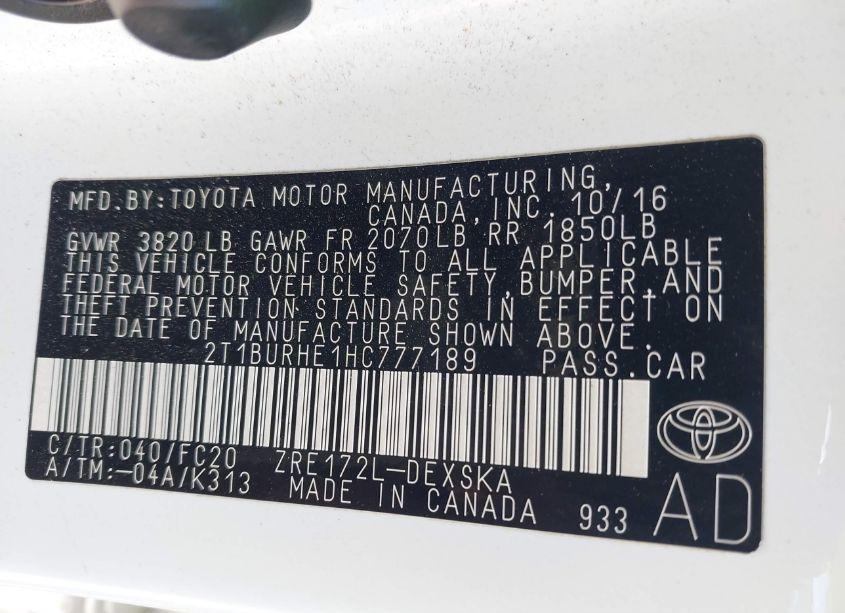 MFD.BY:TOYOTA MOTOR MANUFACTURING,
CANADA,INC. 10/16
GVWR 3820LB GAWR FR 2070LB RR 1850LB
THIS VEHICLE CONFORMS TO ALL APPLICABLE
FEDERAL MOTOR VEHICLE SAFETY,BUMPER,AND
THEFT PREVENTION STANDARDS IN EFFECT ON
THE DATE OF MANUFACTURE SHOWN ABOVE.
2T1BURHE1HC777189 PASS.CAR
C/TR:040/FC20 ZRE172L-DEXSKA
A/TM:-04A/K313 MADE IN CANADA 933 AD